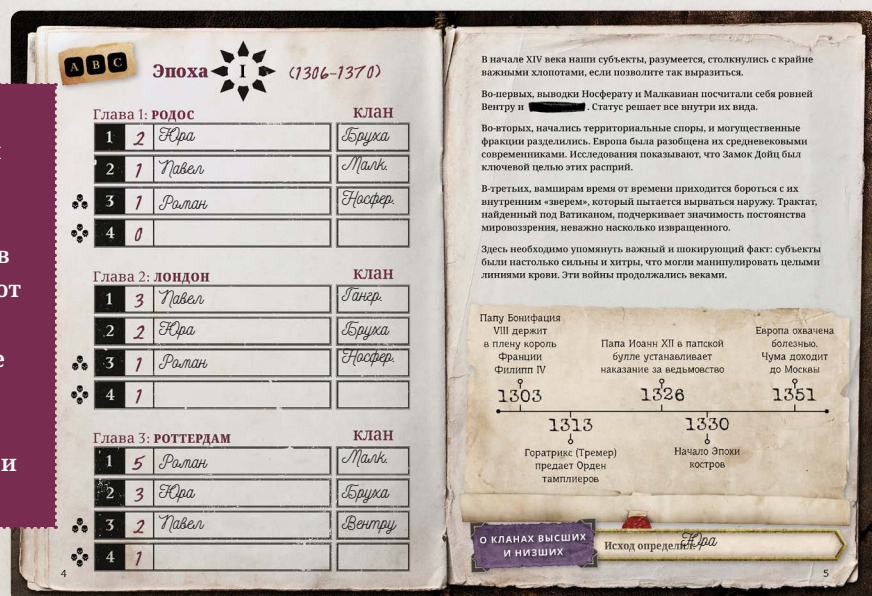 в
от
е
и
A B C
Эпоха I (1306–1370)
Глава 1: РОДОС клан
1 2 Юра Бруха
2 1 Павел Малк.
3 1 Роман Носфер.
4 0
Глава 2: ЛОНДОН клан
1 3 Павел Гангр.
2 2 Юра Бруха
3 1 Роман Носфер.
4 1
Глава 3: РОТТЕРДАМ клан
1 5 Роман Малк.
2 3 Юра Бруха
3 2 Павел Вентру
4 1
4
В начале XIV века наши субъекты, разумеется, столкнулись с крайне
важными хлопотами, если позволите так выразиться.
Во-первых, выводки Носферату и Малкавиан посчитали себя ровней
Вентру и . Статус решает все внутри их вида.
Во-вторых, начались территориальные споры, и могущественные
фракции разделились. Европа была разобщена их средневековыми
современниками. Исследования показывают, что Замок Дойц был
ключевой целью этих расприй.
В-третьих, вампирам время от времени приходится бороться с их
внутренним «зверем», который пытается вырваться наружу. Трактат,
найденный под Ватиканом, подчеркивает значимость постоянства
мировоззрения, неважно насколько извращенного.
Здесь необходимо упомянуть важный и шокирующий факт: субъекты
были настолько сильны и хитры, что могли манипулировать целыми
линиями крови. Эти войны продолжались веками.
Папу Бонифация
VIII держит
в плену король
Франции
Филипп IV
1303
Папа Иоанн XII в папской
булле устанавливает
наказание за ведьмовство
1326
Европа охвачена
болезнью.
Чума доходит
до Москвы
1351
1313
Горатрикс (Тремер)
предает Орден
тамплиеров
1330
Начало Эпохи
костров
О КЛАНАХ ВЫСШИХ
И НИЗШИХ
Исход определил: Юра
5